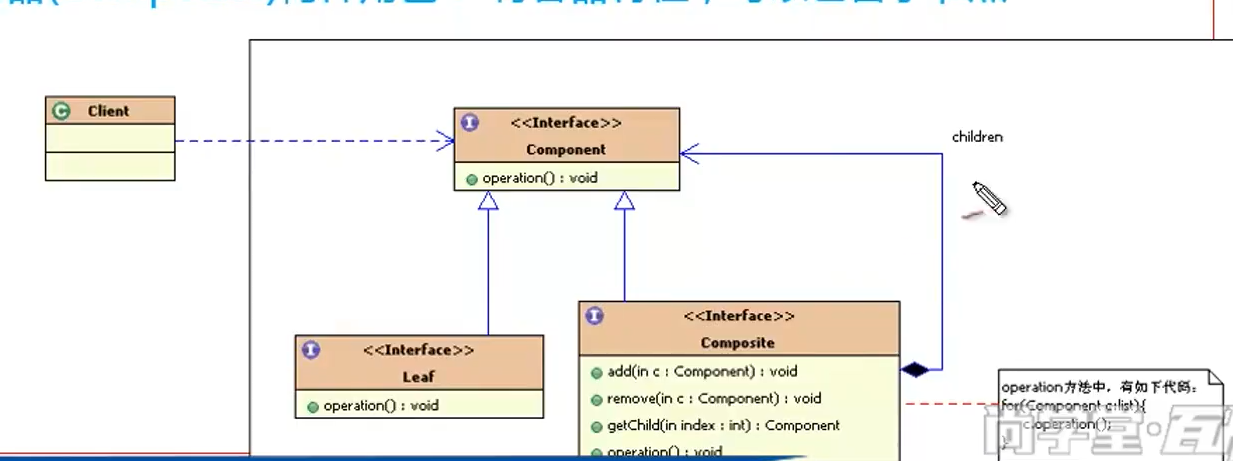 Client
<<Interface>>
Component
operation() : void
children
<<Interface>>
Leaf
operation() : void
<<Interface>>
Composite
add(in c : Component) : void
remove(in c : Component) : void
getChild(in index : int) : Component
operation() : void
operation方法中，有如下代码：
for(Component c:list){
c.operation();
}
尚学堂·互